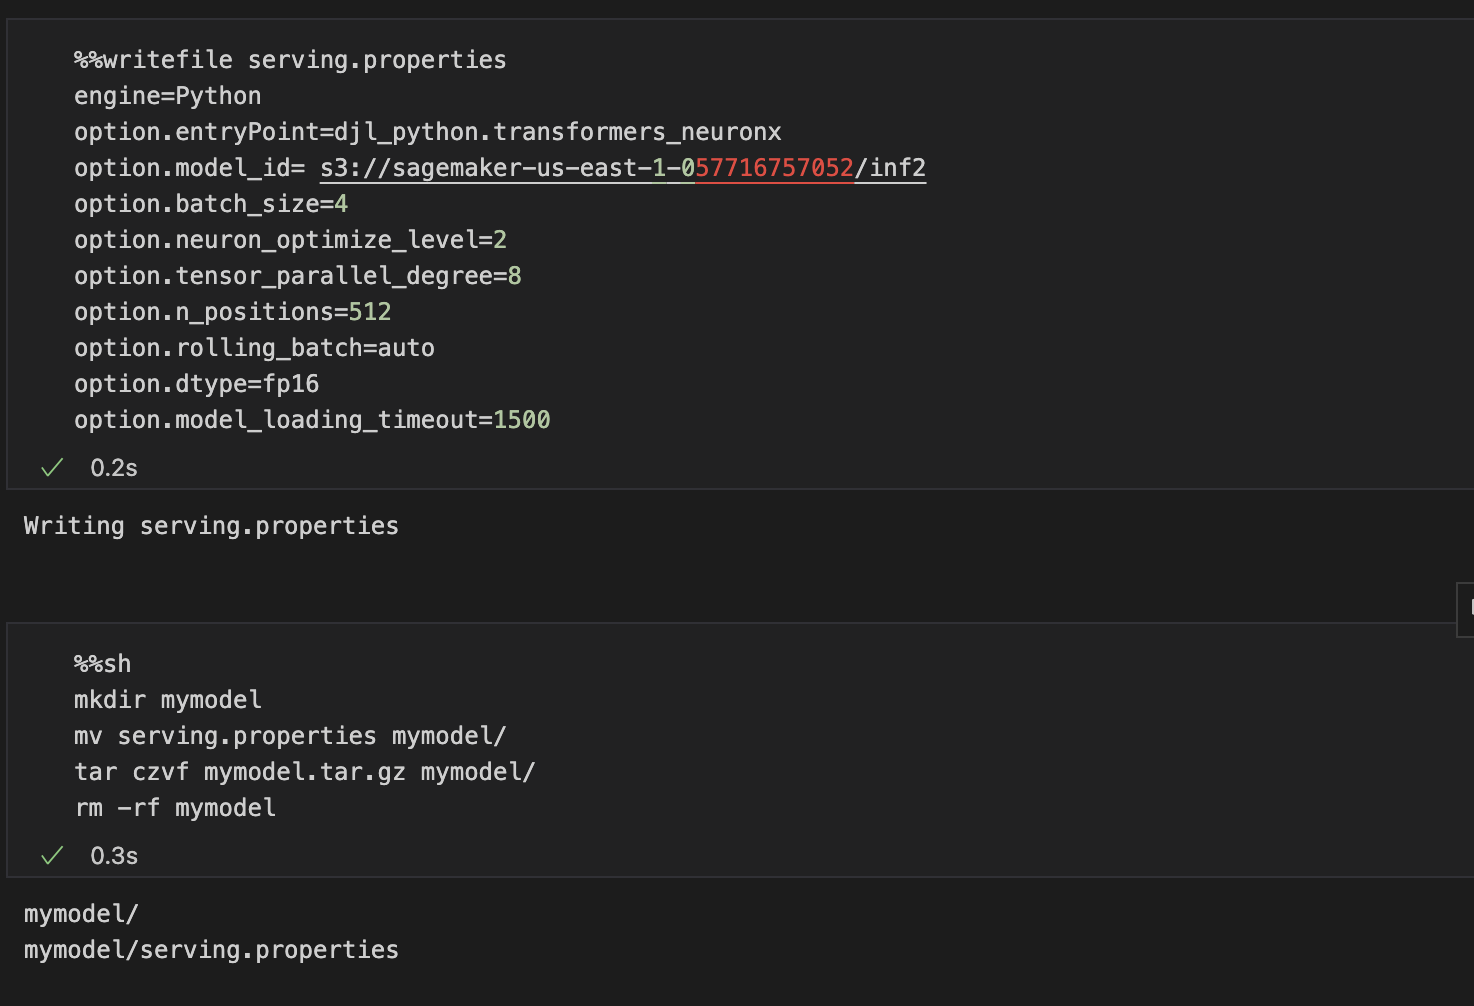 %%writefile serving.properties
engine=Python
option.entryPoint=djl_python.transformers_neuronx
option.model_id= s3://sagemaker-us-east-1-057716757052/inf2
option.batch_size=4
option.neuron_optimize_level=2
option.tensor_parallel_degree=8
option.n_positions=512
option.rolling_batch=auto
option.dtype=fp16
option.model_loading_timeout=1500
0.2s
Writing serving.properties
%%sh
mkdir mymodel
mv serving.properties mymodel/
tar czvf mymodel.tar.gz mymodel/
rm -rf mymodel
0.3s
mymodel/
mymodel/serving.properties